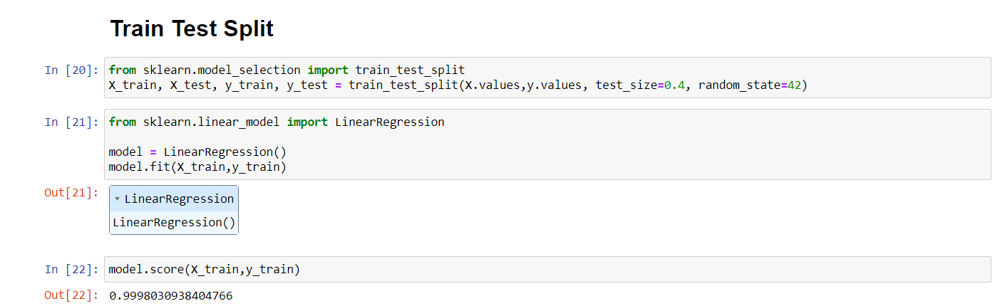 Train Test Split
In [20]: from sklearn.model_selection import train_test_split
X_train, X_test, y_train, y_test = train_test_split(X.values,y.values, test_size=0.4, random_state=42)
In [21]: from sklearn.linear_model import LinearRegression
model = LinearRegression()
model.fit(X_train,y_train)
Out[21]: ▾ LinearRegression
LinearRegression()
In [22]: model.score(X_train,y_train)
Out[22]: 0.9998030938404766